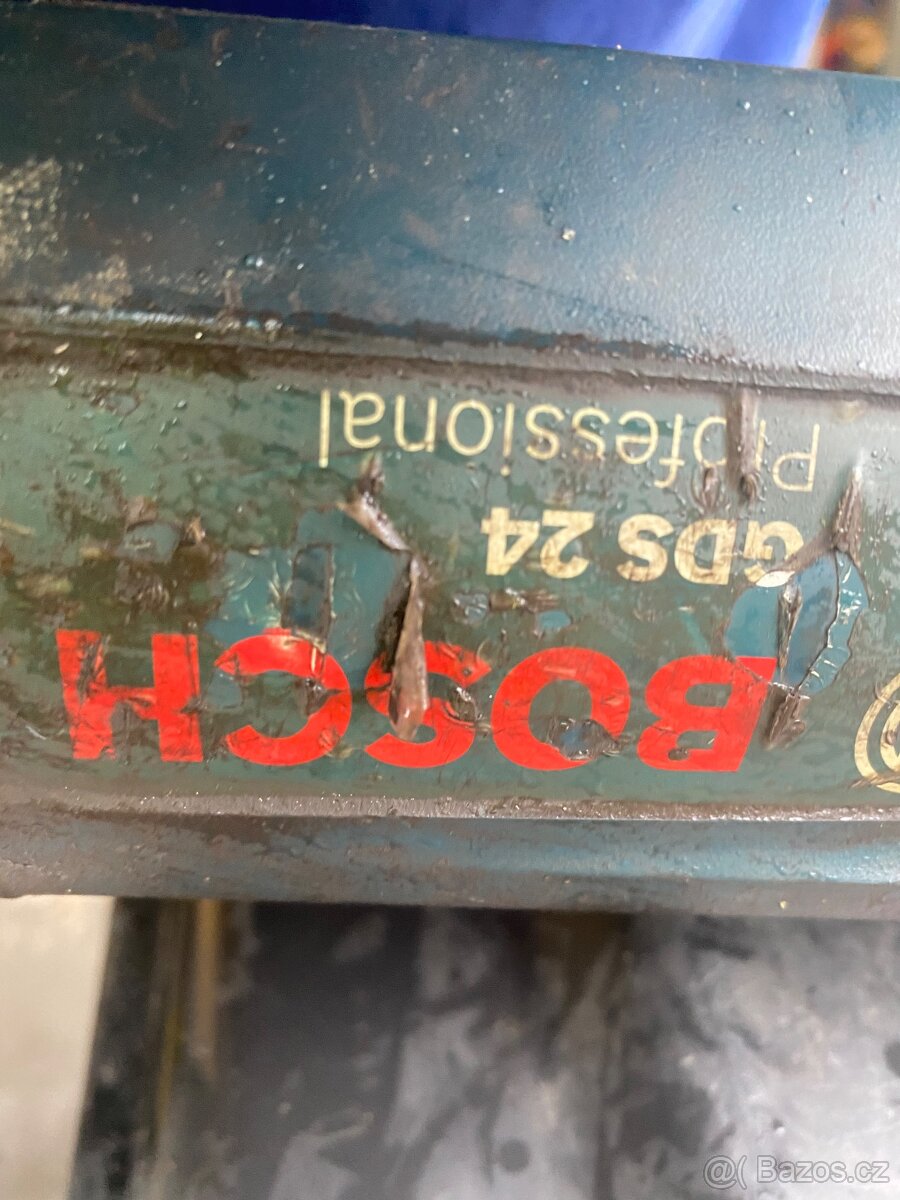 BOSCH
GDS 24
Professional
@( Bazos.cz